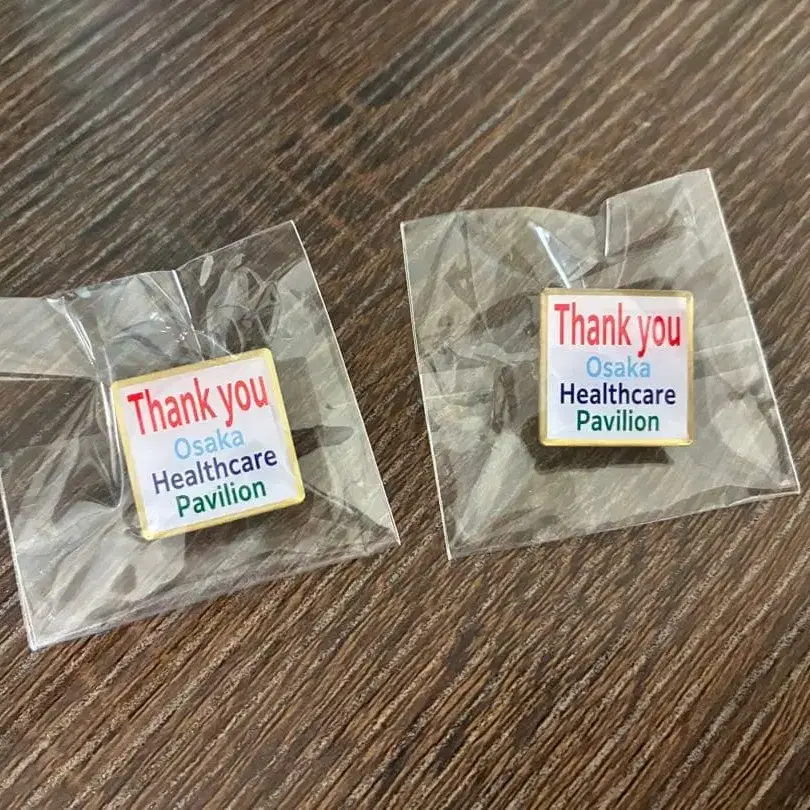 Thank you
Osaka
Healthcare
Pavilion
Thank you
Osaka
Healthcare
Pavilion